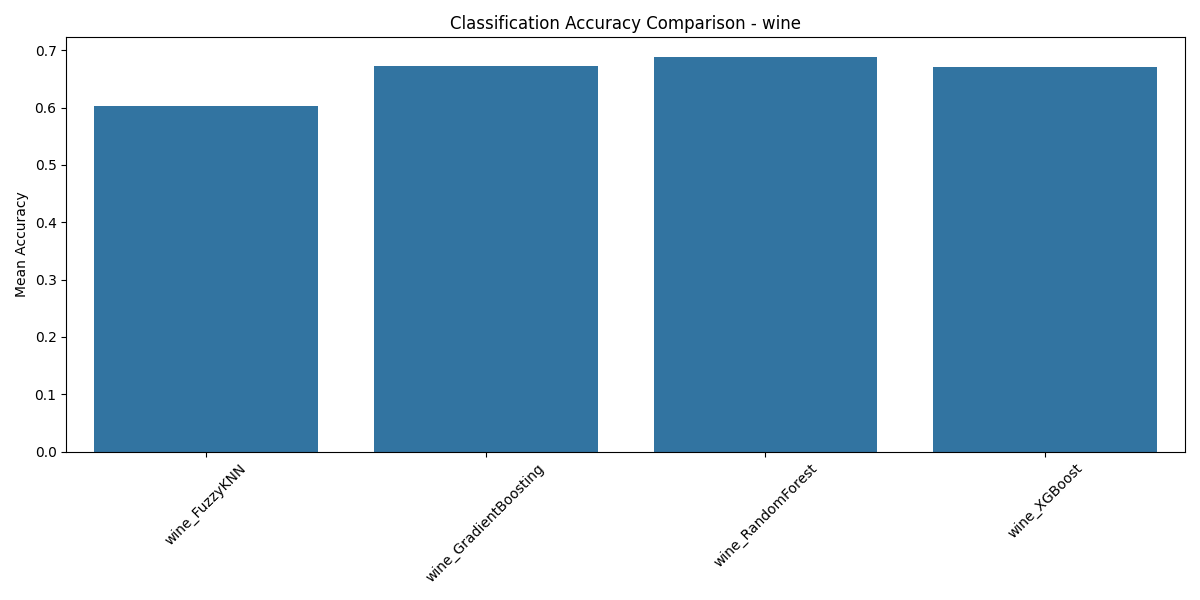 Classification Accuracy Comparison - wine
Mean Accuracy
0.7
0.6
0.5
0.4
0.3
0.2
0.1
0.0
wine_FuzzyKNN
wine_GradientBoosting
wine_RandomForest
wine_XGBoost